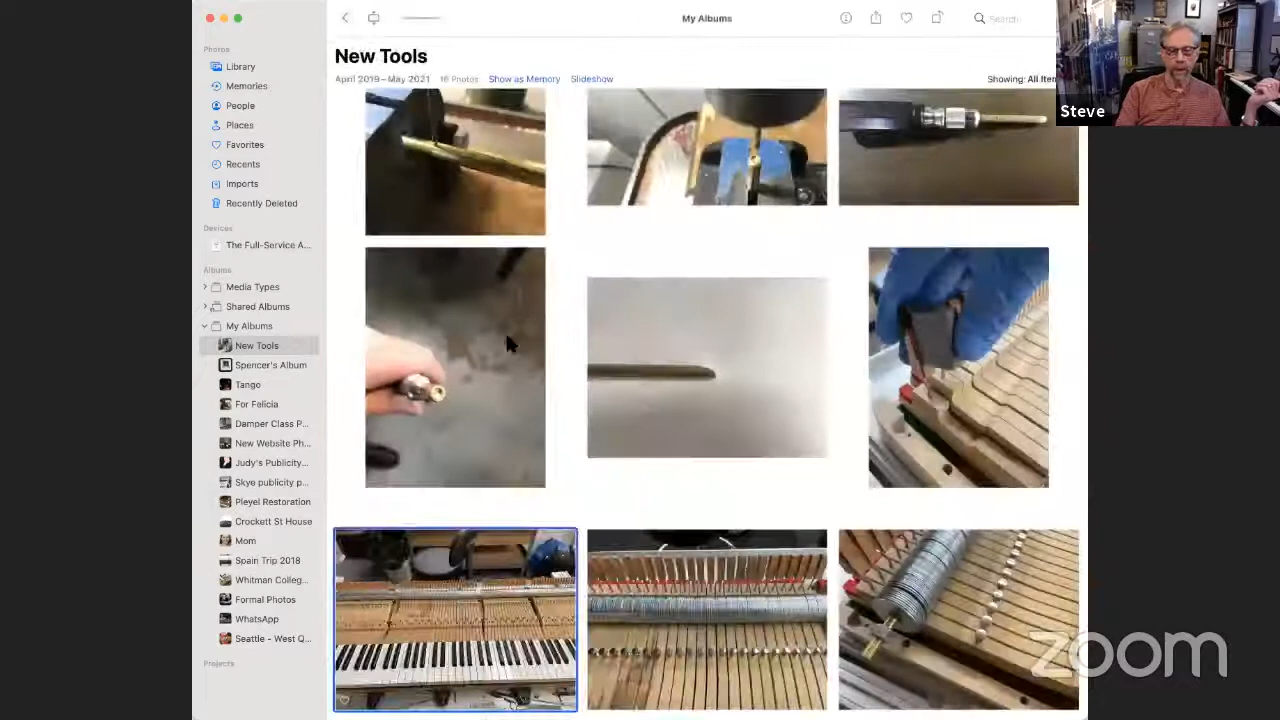 My Albums
Search
Photos
Library
Memories
People
Places
Favorites
Recents
Imports
Recently Deleted
Devices
The Full-Service A...
Albums
Media Types
Shared Albums
My Albums
New Tools
Spencer's Album
Tango
For Felicia
Damper Class P...
New Website Ph...
Judy's Publicity...
Skye publicity p...
Pleyel Restoration
Crockett St House
Mom
Spain Trip 2018
Whitman Colleg...
Formal Photos
WhatsApp
Seattle - West Q...
Projects
New Tools
April 2019 – May 2021 16 Photos Show as Memory Slideshow
Showing: All Item
Steve
zoom